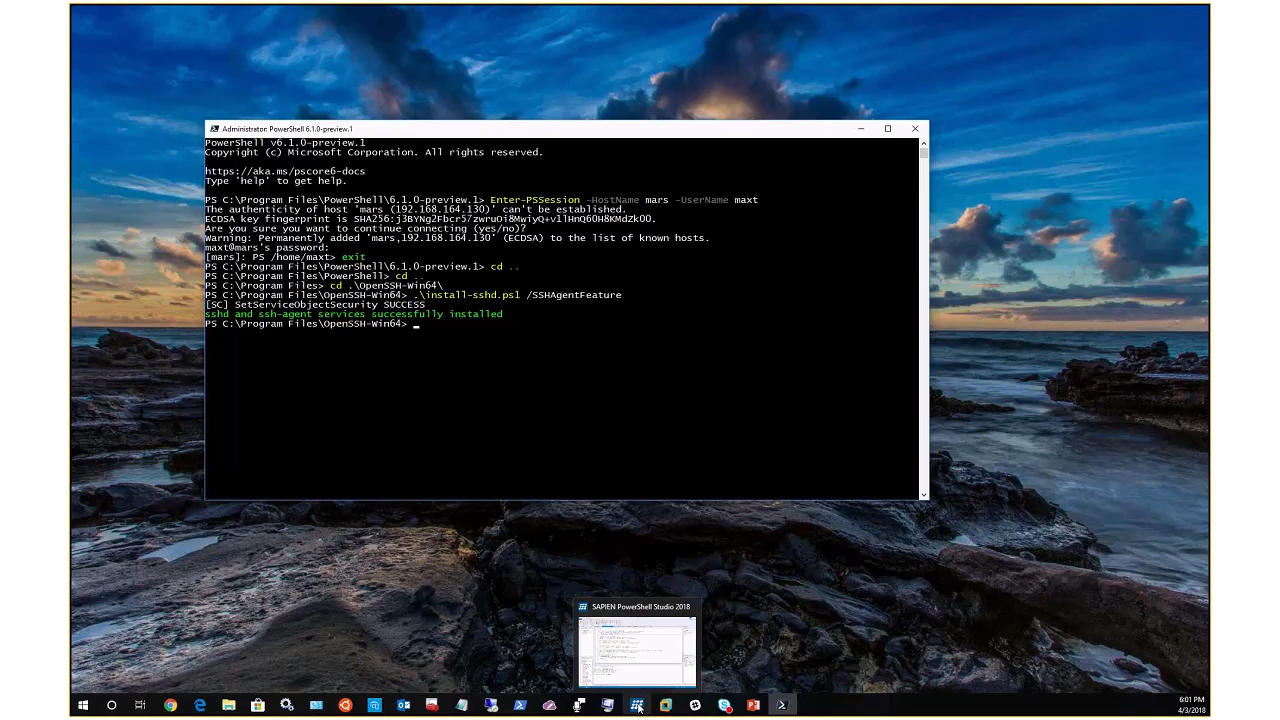 Administrator: PowerShell 6.1.0-preview.1
PowerShell v6.1.0-preview.1
Copyright (c) Microsoft Corporation. All rights reserved.
https://aka.ms/pscore6-docs
Type 'help' to get help.
PS C:\Program Files\PowerShell\6.1.0-preview.1> Enter-PSSession -HostName mars -UserName maxt
The authenticity of host 'mars (192.168.164.130)' can't be established.
ECDSA key fingerprint is SHA256:j3BYNg2Fbcr57zwruOi8MwiyQ+vllHnQ60H8KMdZk00.
Are you sure you want to continue connecting (yes/no)?
Warning: Permanently added 'mars,192.168.164.130' (ECDSA) to the list of known hosts.
maxt@mars's password:
[mars]: PS /home/maxt> exit
PS C:\Program Files\PowerShell\6.1.0-preview.1> cd ..
PS C:\Program Files\PowerShell> cd ..
PS C:\Program Files> cd .\OpenSSH-Win64\
PS C:\Program Files\OpenSSH-Win64> .\install-sshd.ps1 /SSHAgentFeature
[SC] SetServiceObjectSecurity SUCCESS
sshd and ssh-agent services successfully installed
PS C:\Program Files\OpenSSH-Win64>
SAPIEN PowerShell Studio 2018
6:01 PM
4/3/2018